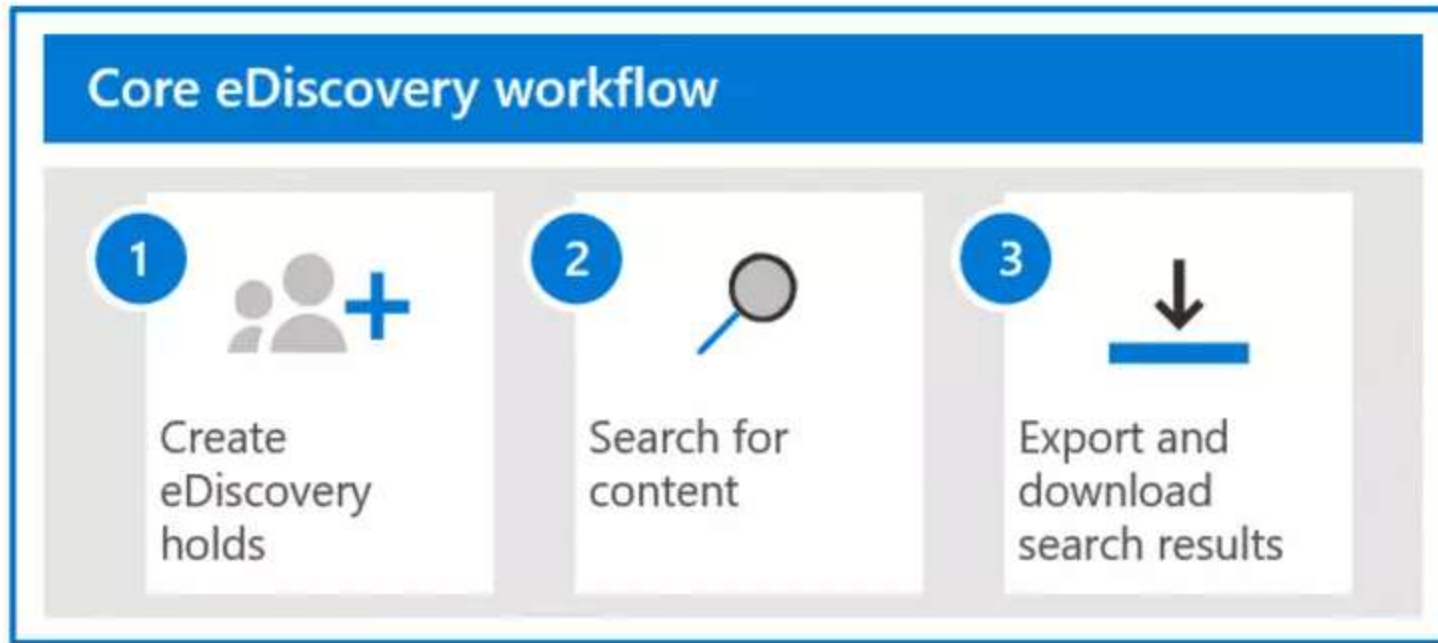 Core eDiscovery workflow
1
Create
eDiscovery
holds
2
Search for
content
3
Export and
download
search results